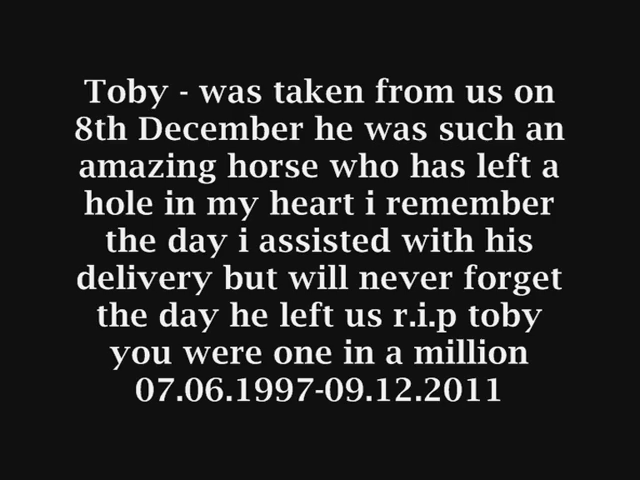 Toby - was taken from us on
8th December he was such an
amazing horse who has left a
hole in my heart i remember
the day i assisted with his
delivery but will never forget
the day he left us r.i.p toby
you were one in a million
07.06.1997-09.12.2011